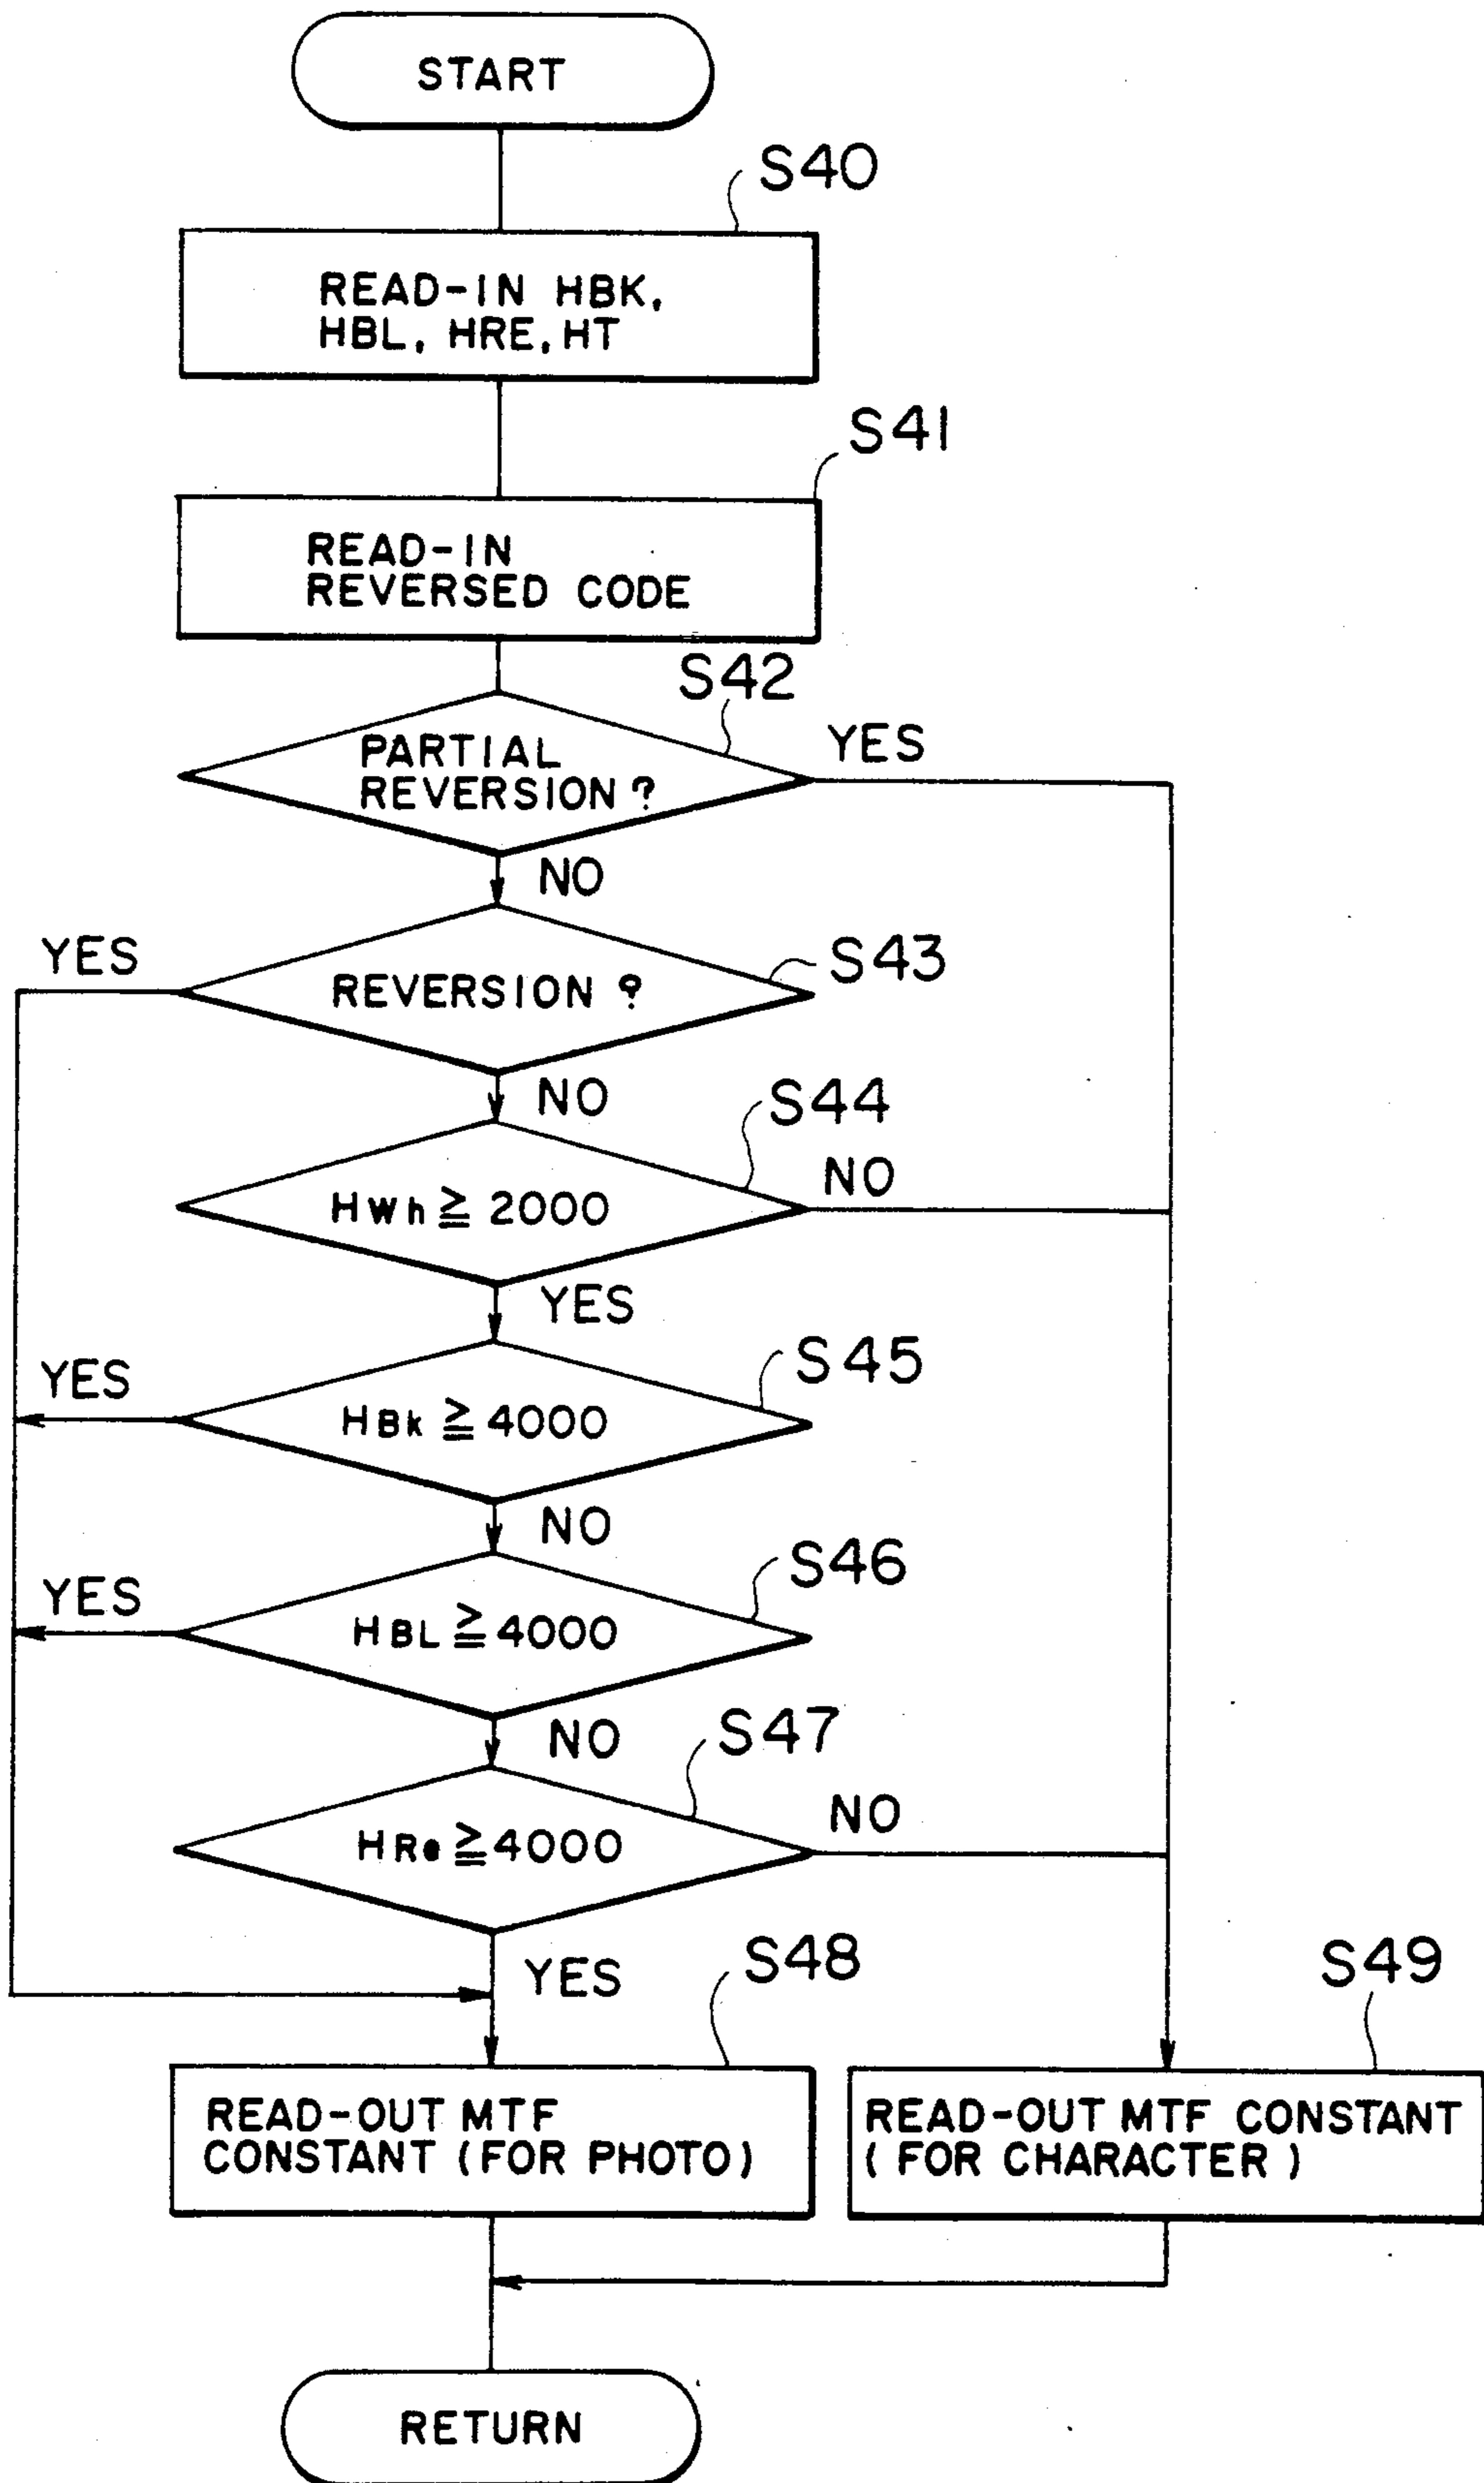 START
S40
READ-IN HBK,
HBL, HRE, HT
S41
READ-IN
REVERSED CODE
S42
PARTIAL
REVERSION ?
YES
NO
YES
REVERSION ?
S43
NO
S44
HWh ≧ 2000
NO
YES
S45
YES
HBk ≧ 4000
NO
S46
YES
HBL ≧ 4000
NO
S47
HRe ≧ 4000
NO
YES
S48
S49
READ-OUT MTF
CONSTANT (FOR PHOTO)
READ-OUT MTF CONSTANT
(FOR CHARACTER)
RETURN